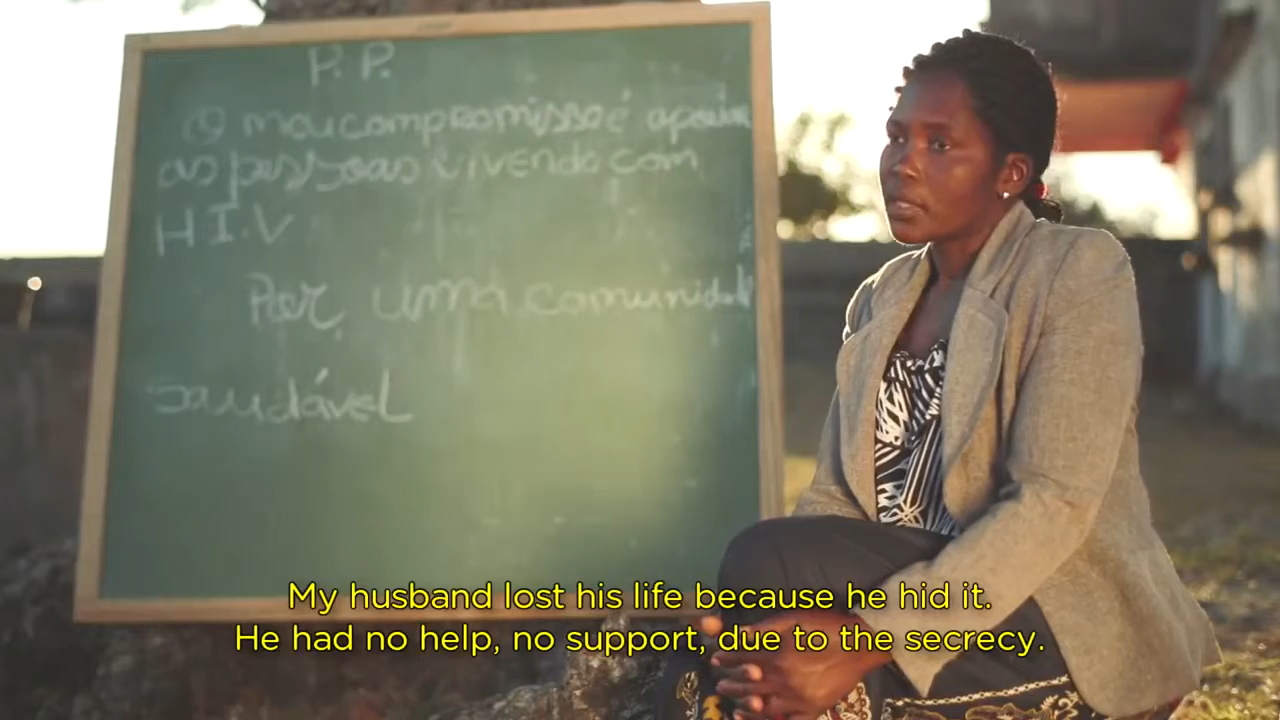 P. P.
O meu compromisso é apoiar
as pessoas vivendo com
H I. V
Por uma comunidade
saudável
My husband lost his life because he hid it.
He had no help, no support, due to the secrecy.